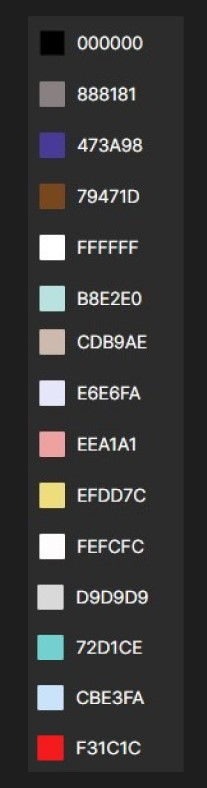 000000
888181
473A98
79471D
FFFFFF
B8E2E0
CDB9AE
E6E6FA
EEA1A1
EFDD7C
FEFCFC
D9D9D9
72D1CE
CBE3FA
F31C1C